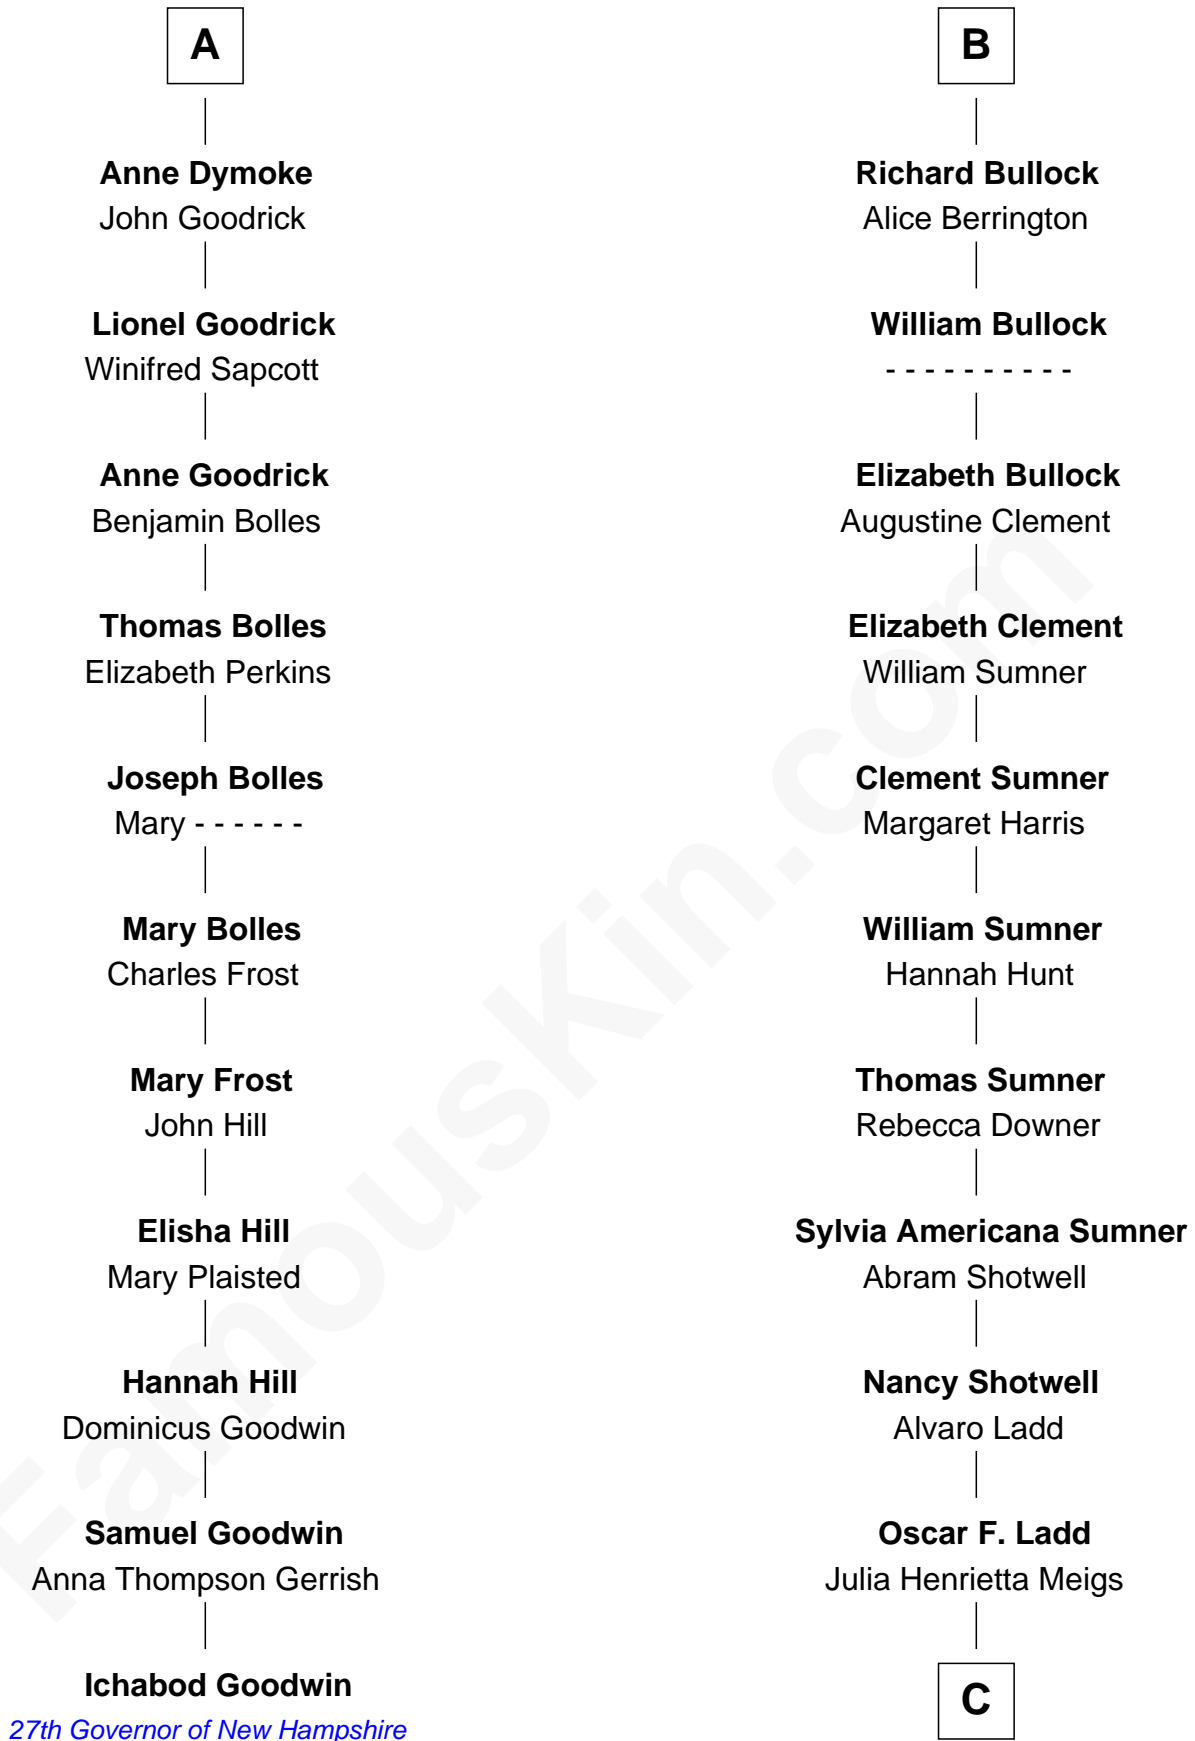 A
Anne Dymoke
John Goodrick
Lionel Goodrick
Winifred Sapcott
Anne Goodrick
Benjamin Bolles
Thomas Bolles
Elizabeth Perkins
Joseph Bolles
Mary - - - - - -
Mary Bolles
Charles Frost
Mary Frost
John Hill
Elisha Hill
Mary Plaisted
Hannah Hill
Dominicus Goodwin
Samuel Goodwin
Anna Thompson Gerrish
Ichabod Goodwin
27th Governor of New Hampshire
B
Richard Bullock
Alice Berrington
William Bullock
- - - - - - - - - -
Elizabeth Bullock
Augustine Clement
Elizabeth Clement
William Sumner
Clement Sumner
Margaret Harris
William Sumner
Hannah Hunt
Thomas Sumner
Rebecca Downer
Sylvia Americana Sumner
Abram Shotwell
Nancy Shotwell
Alvaro Ladd
Oscar F. Ladd
Julia Henrietta Meigs
C
FamousKin.com